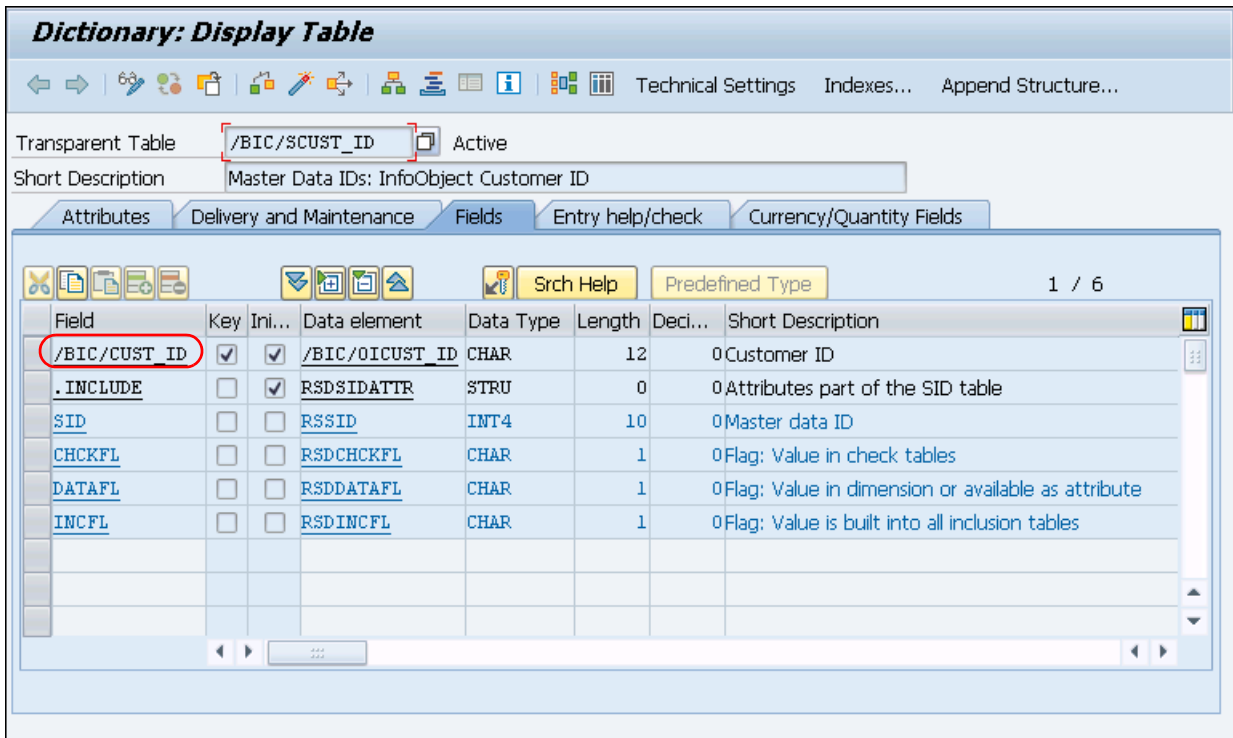 Dictionary: Display Table
Technical Settings Indexes... Append Structure...
Transparent Table /BIC/SCUST_ID Active
Short Description Master Data IDs: InfoObject Customer ID
Attributes Delivery and Maintenance Fields Entry help/check Currency/Quantity Fields
Srch Help Predefined Type 1 / 6
Field Key Ini... Data element Data Type Length Deci... Short Description
/BIC/CUST_ID /BIC/OICUST_ID CHAR 12 0 Customer ID
.INCLUDE RSDSIDATTR STRU 0 0 Attributes part of the SID table
SID RSSID INT4 10 0 Master data ID
CHCKFL RSDCHCKFL CHAR 1 0 Flag: Value in check tables
DATAFL RSDDATAFL CHAR 1 0 Flag: Value in dimension or available as attribute
INCFL RSDINCFL CHAR 1 0 Flag: Value is built into all inclusion tables